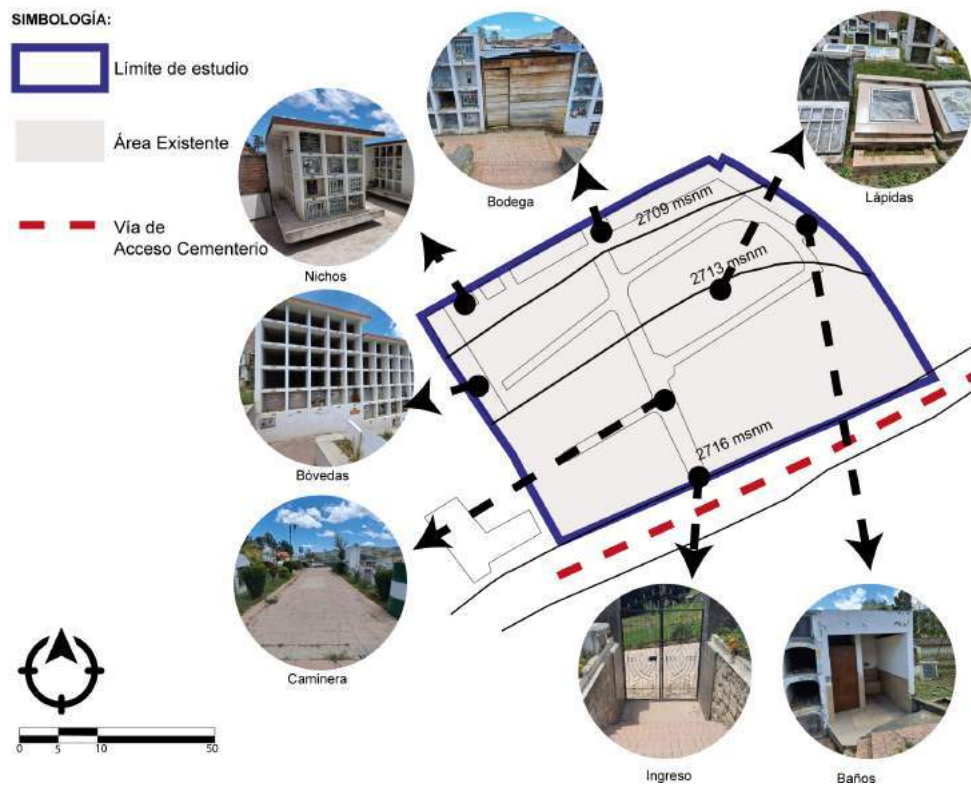 SIMBOLOGÍA:
Límite de estudio
Área Existente
Vía de
Acceso Cementerio
Bodega
Lápidas
Nichos
2709 msnm
2713 msnm
Bóvedas
2716 msnm
Caminera
Ingreso
Baños
0 5 10 50